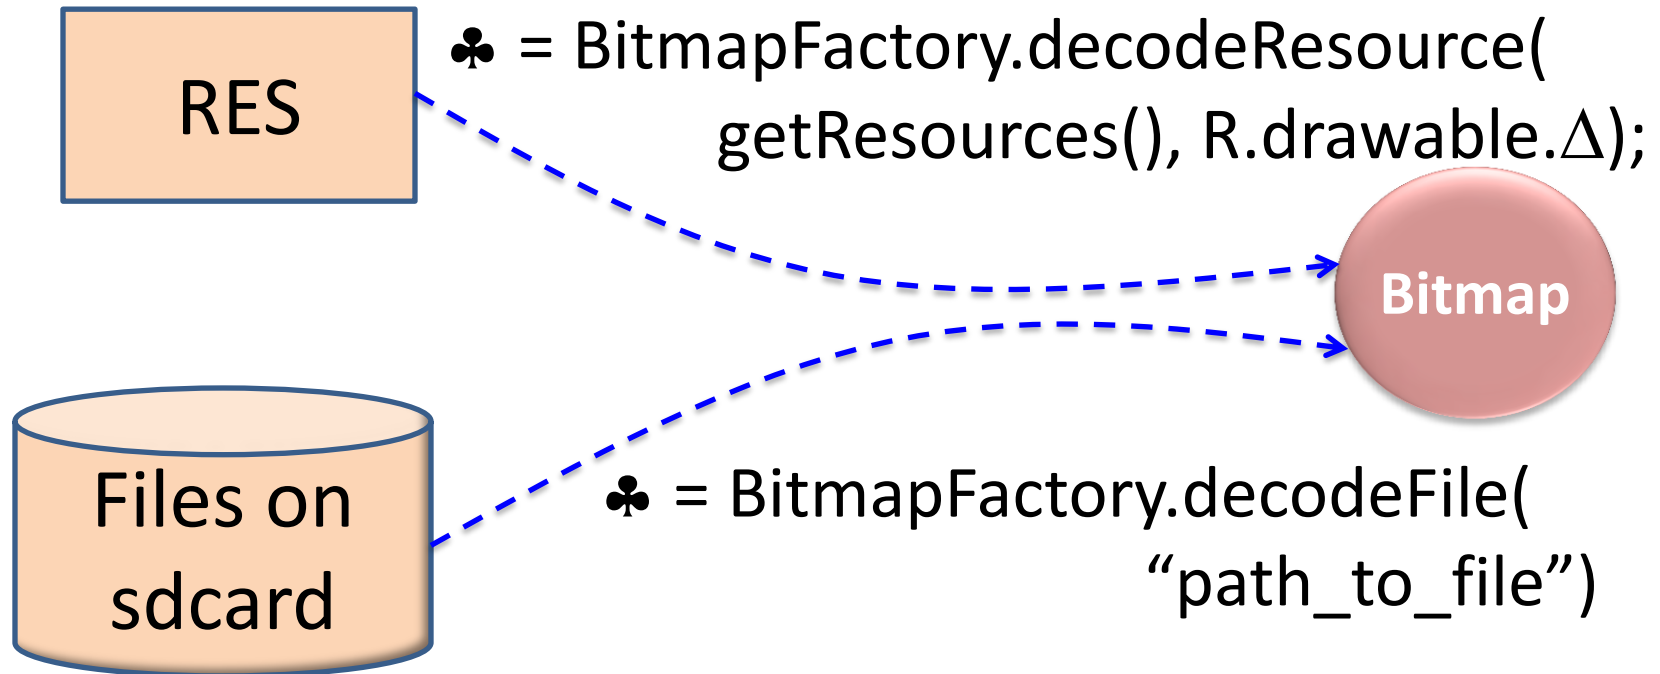 RES
♣ = BitmapFactory.decodeResource(
getResources(), R.drawable.Δ);
Bitmap
Files on
sdcard
♣ = BitmapFactory.decodeFile(
“path_to_file”)